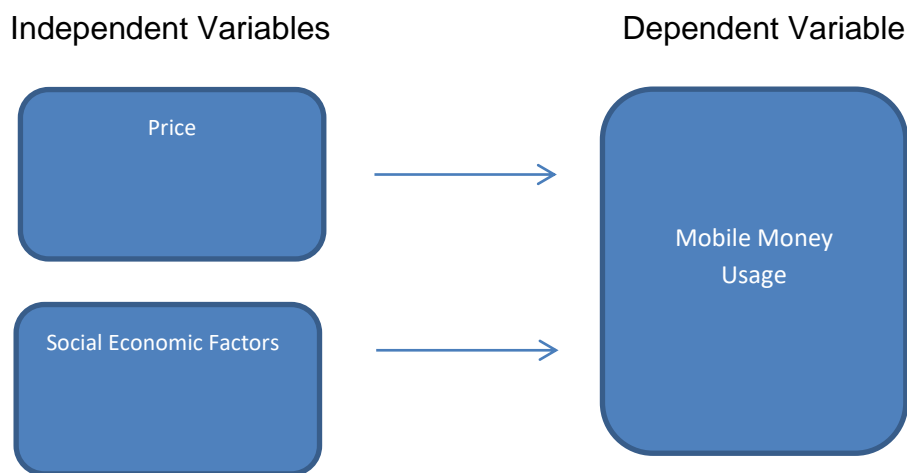 Independent Variables
Dependent Variable
Price
Mobile Money
Usage
Social Economic Factors